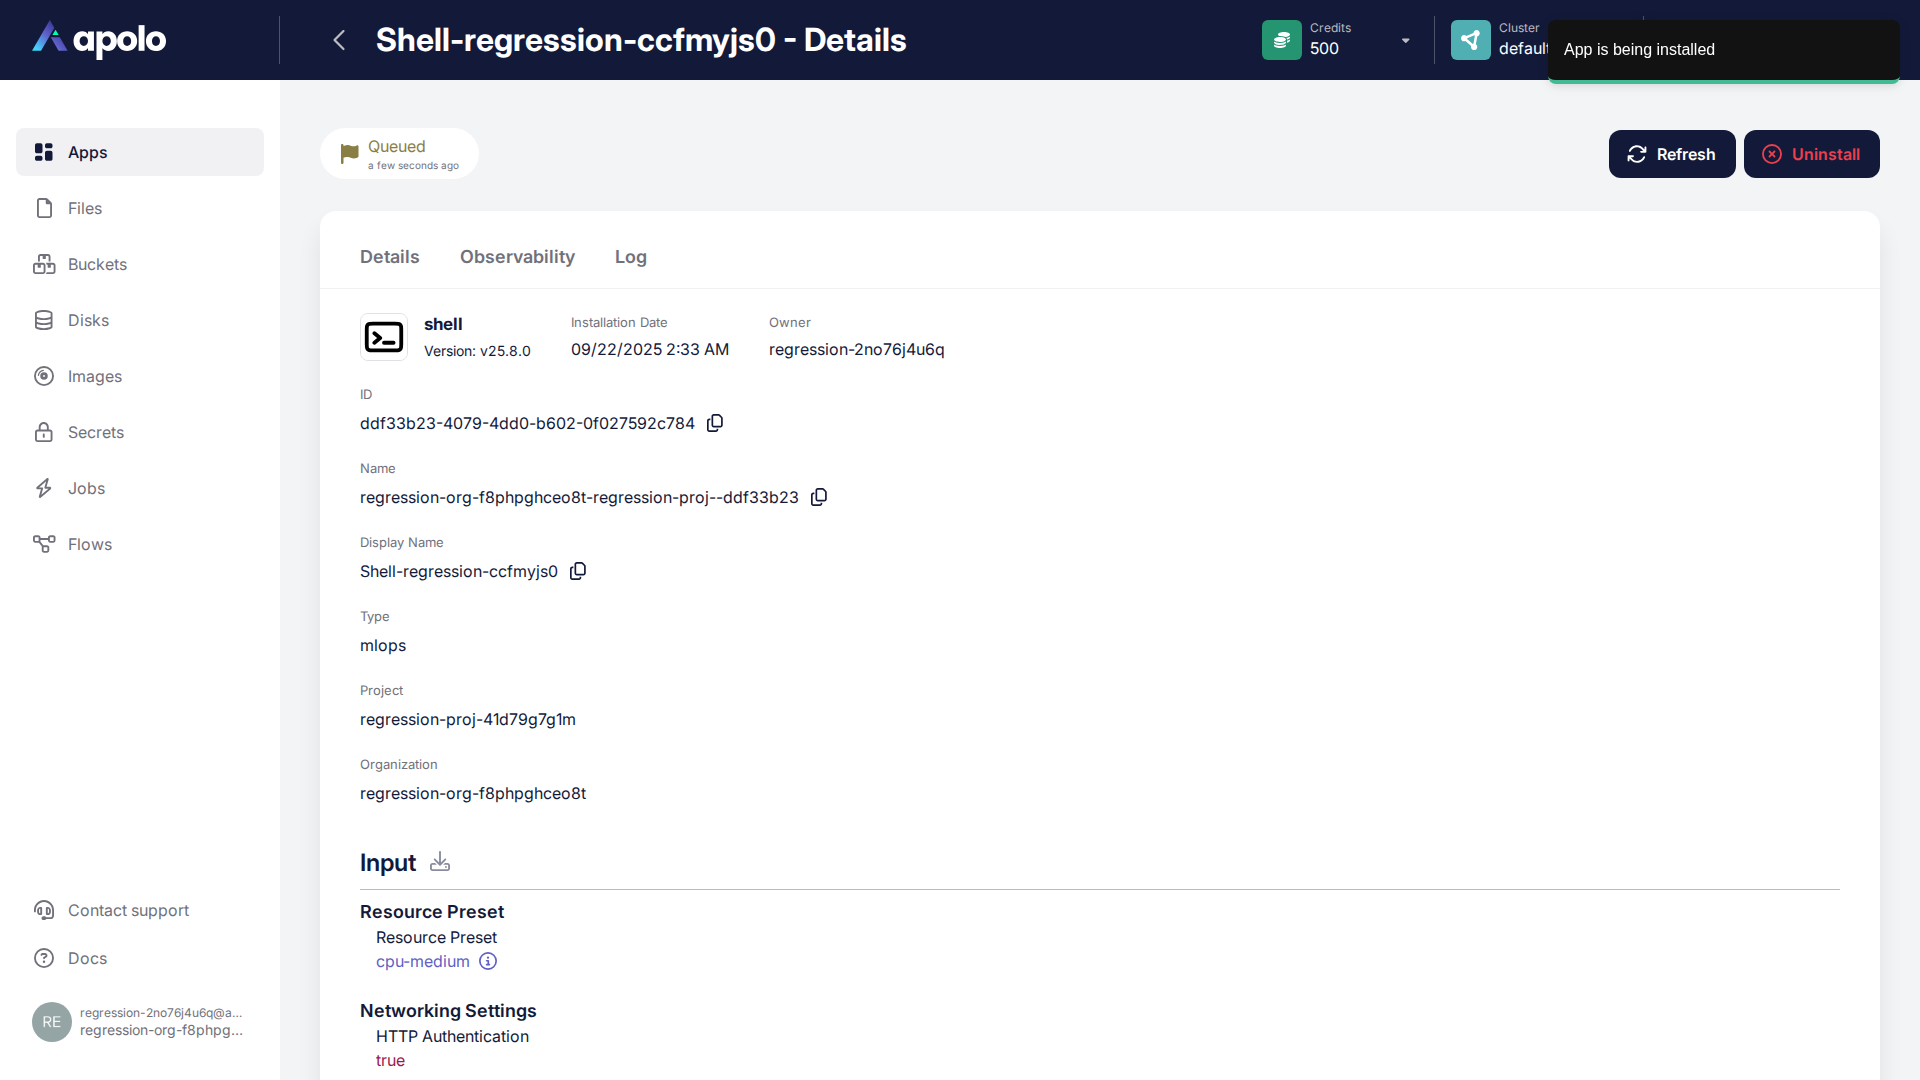 apolo
Shell-regression-ccfmyjs0 - Details
Credits
500
Cluster
default
App is being installed
Apps
Files
Buckets
Disks
Images
Secrets
Jobs
Flows
Contact support
Docs
RE
regression-2no76j4u6q@a...
regression-org-f8phpg...
Queued
a few seconds ago
Refresh
Uninstall
Details
Observability
Log
shell
Version: v25.8.0
Installation Date
09/22/2025 2:33 AM
Owner
regression-2no76j4u6q
ID
ddf33b23-4079-4dd0-b602-0f027592c784
Name
regression-org-f8phpghceo8t-regression-proj--ddf33b23
Display Name
Shell-regression-ccfmyjs0
Type
mlops
Project
regression-proj-41d79g7g1m
Organization
regression-org-f8phpghceo8t
Input
Resource Preset
Resource Preset
cpu-medium
Networking Settings
HTTP Authentication
true